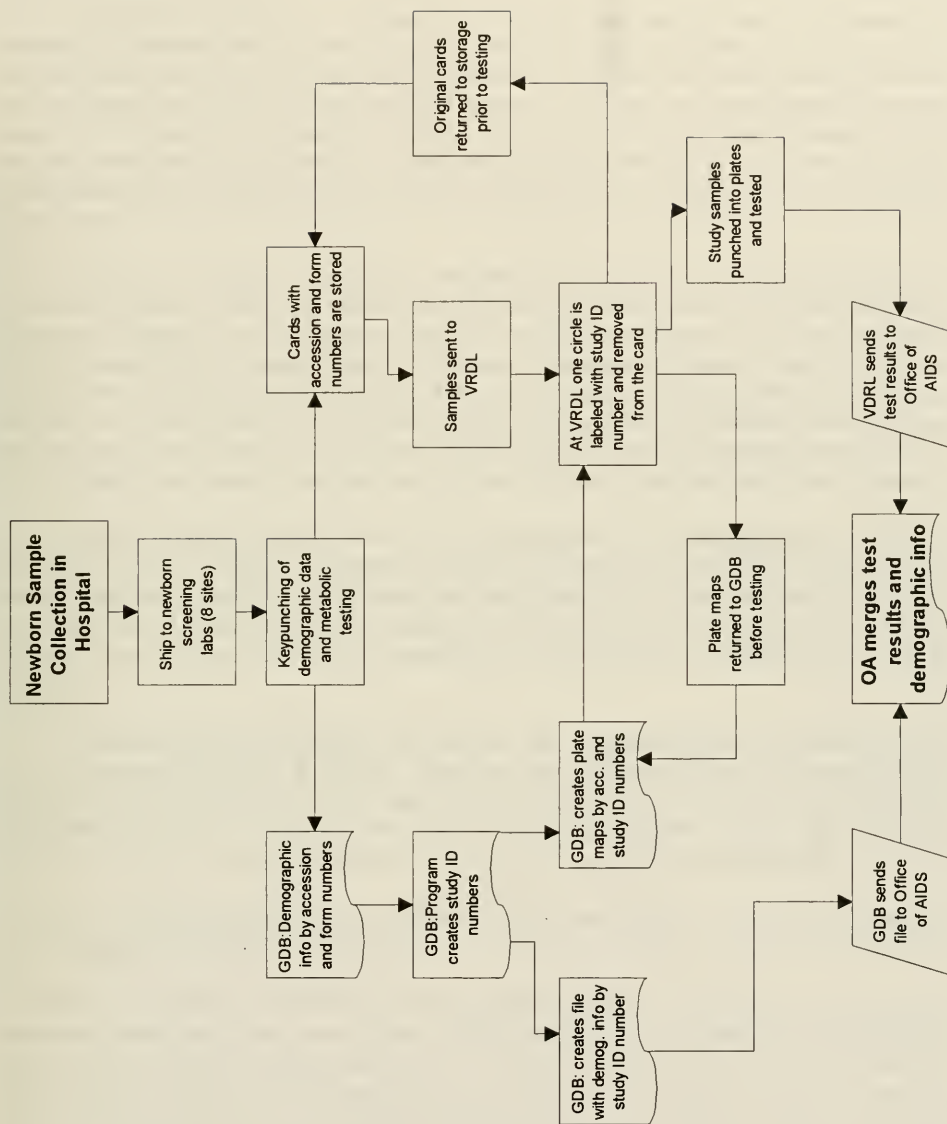 Newborn Sample
Collection in
Hospital
Ship to newborn
screening
labs (8 sites)
Keypunching of
demographic data
and metabolic
testing
GDB:Demographic
info by accession
and form numbers
Cards with
accession and form
numbers are stored
Original cards
returned to storage
prior to testing
GDB:Program
creates study ID
numbers
Samples sent to
VRDL
GDB: creates file
with demog. info by
study ID number
GDB: creates plate
maps by acc. and
study ID numbers
At VRDL one circle is
labeled with study ID
number and removed
from the card
Plate maps
returned to GDB
before testing
Study samples
punched into plates
and tested
GDB sends
file to Office
of AIDS
OA merges test
results and
demographic info
VDRL sends
test results to
Office of
AIDS